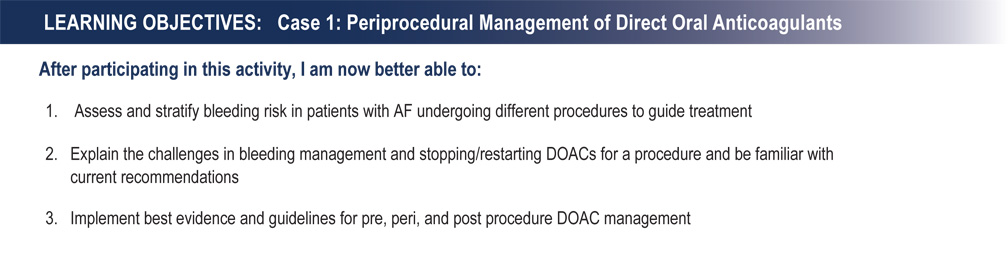 LEARNING OBJECTIVES: Case 1: Periprocedural Management of Direct Oral Anticoagulants
After participating in this activity, I am now better able to:
1. Assess and stratify bleeding risk in patients with AF undergoing different procedures to guide treatment
2. Explain the challenges in bleeding management and stopping/restarting DOACs for a procedure and be familiar with
current recommendations
3. Implement best evidence and guidelines for pre, peri, and post procedure DOAC management